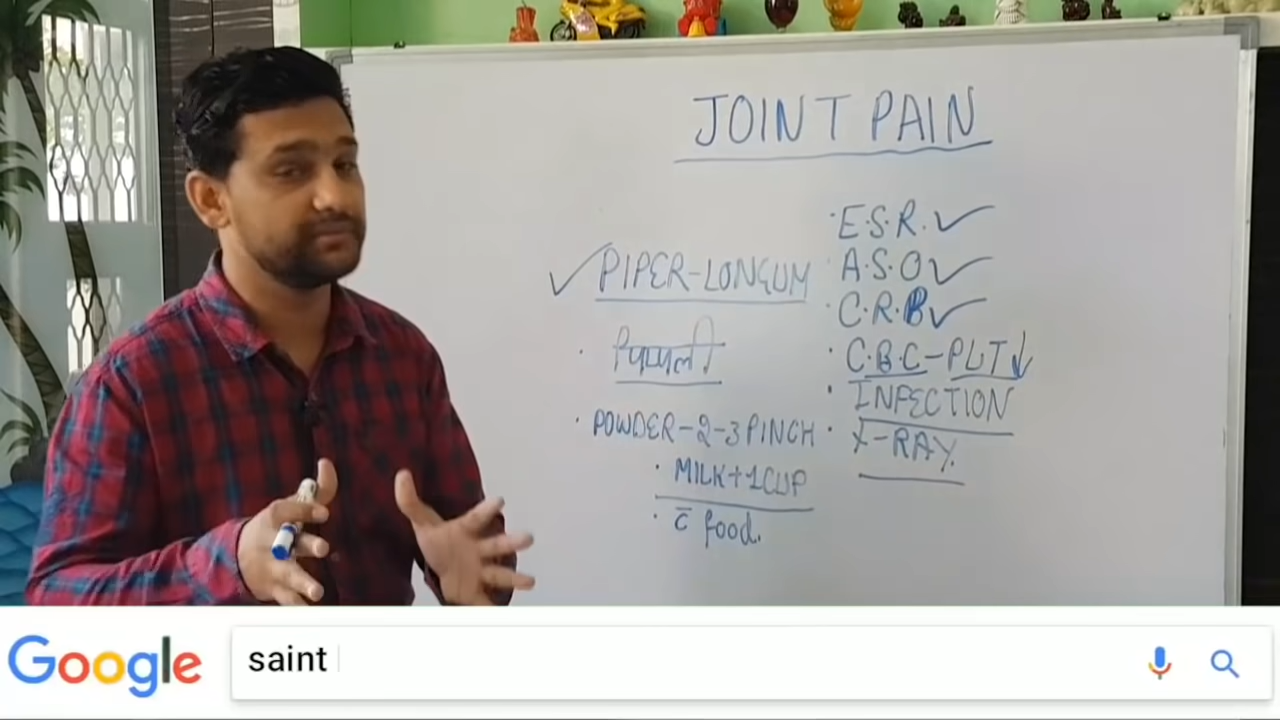 JOINT PAIN
PIPER-LONGUM
पिप्पली
POWDER-2-3 PINCH
MILK+1CUP
c̄ food.
E.S.R.
A.S.O
C.R.B
C.B.C-PLT↓
INFECTION
X-RAY.
Google
saint